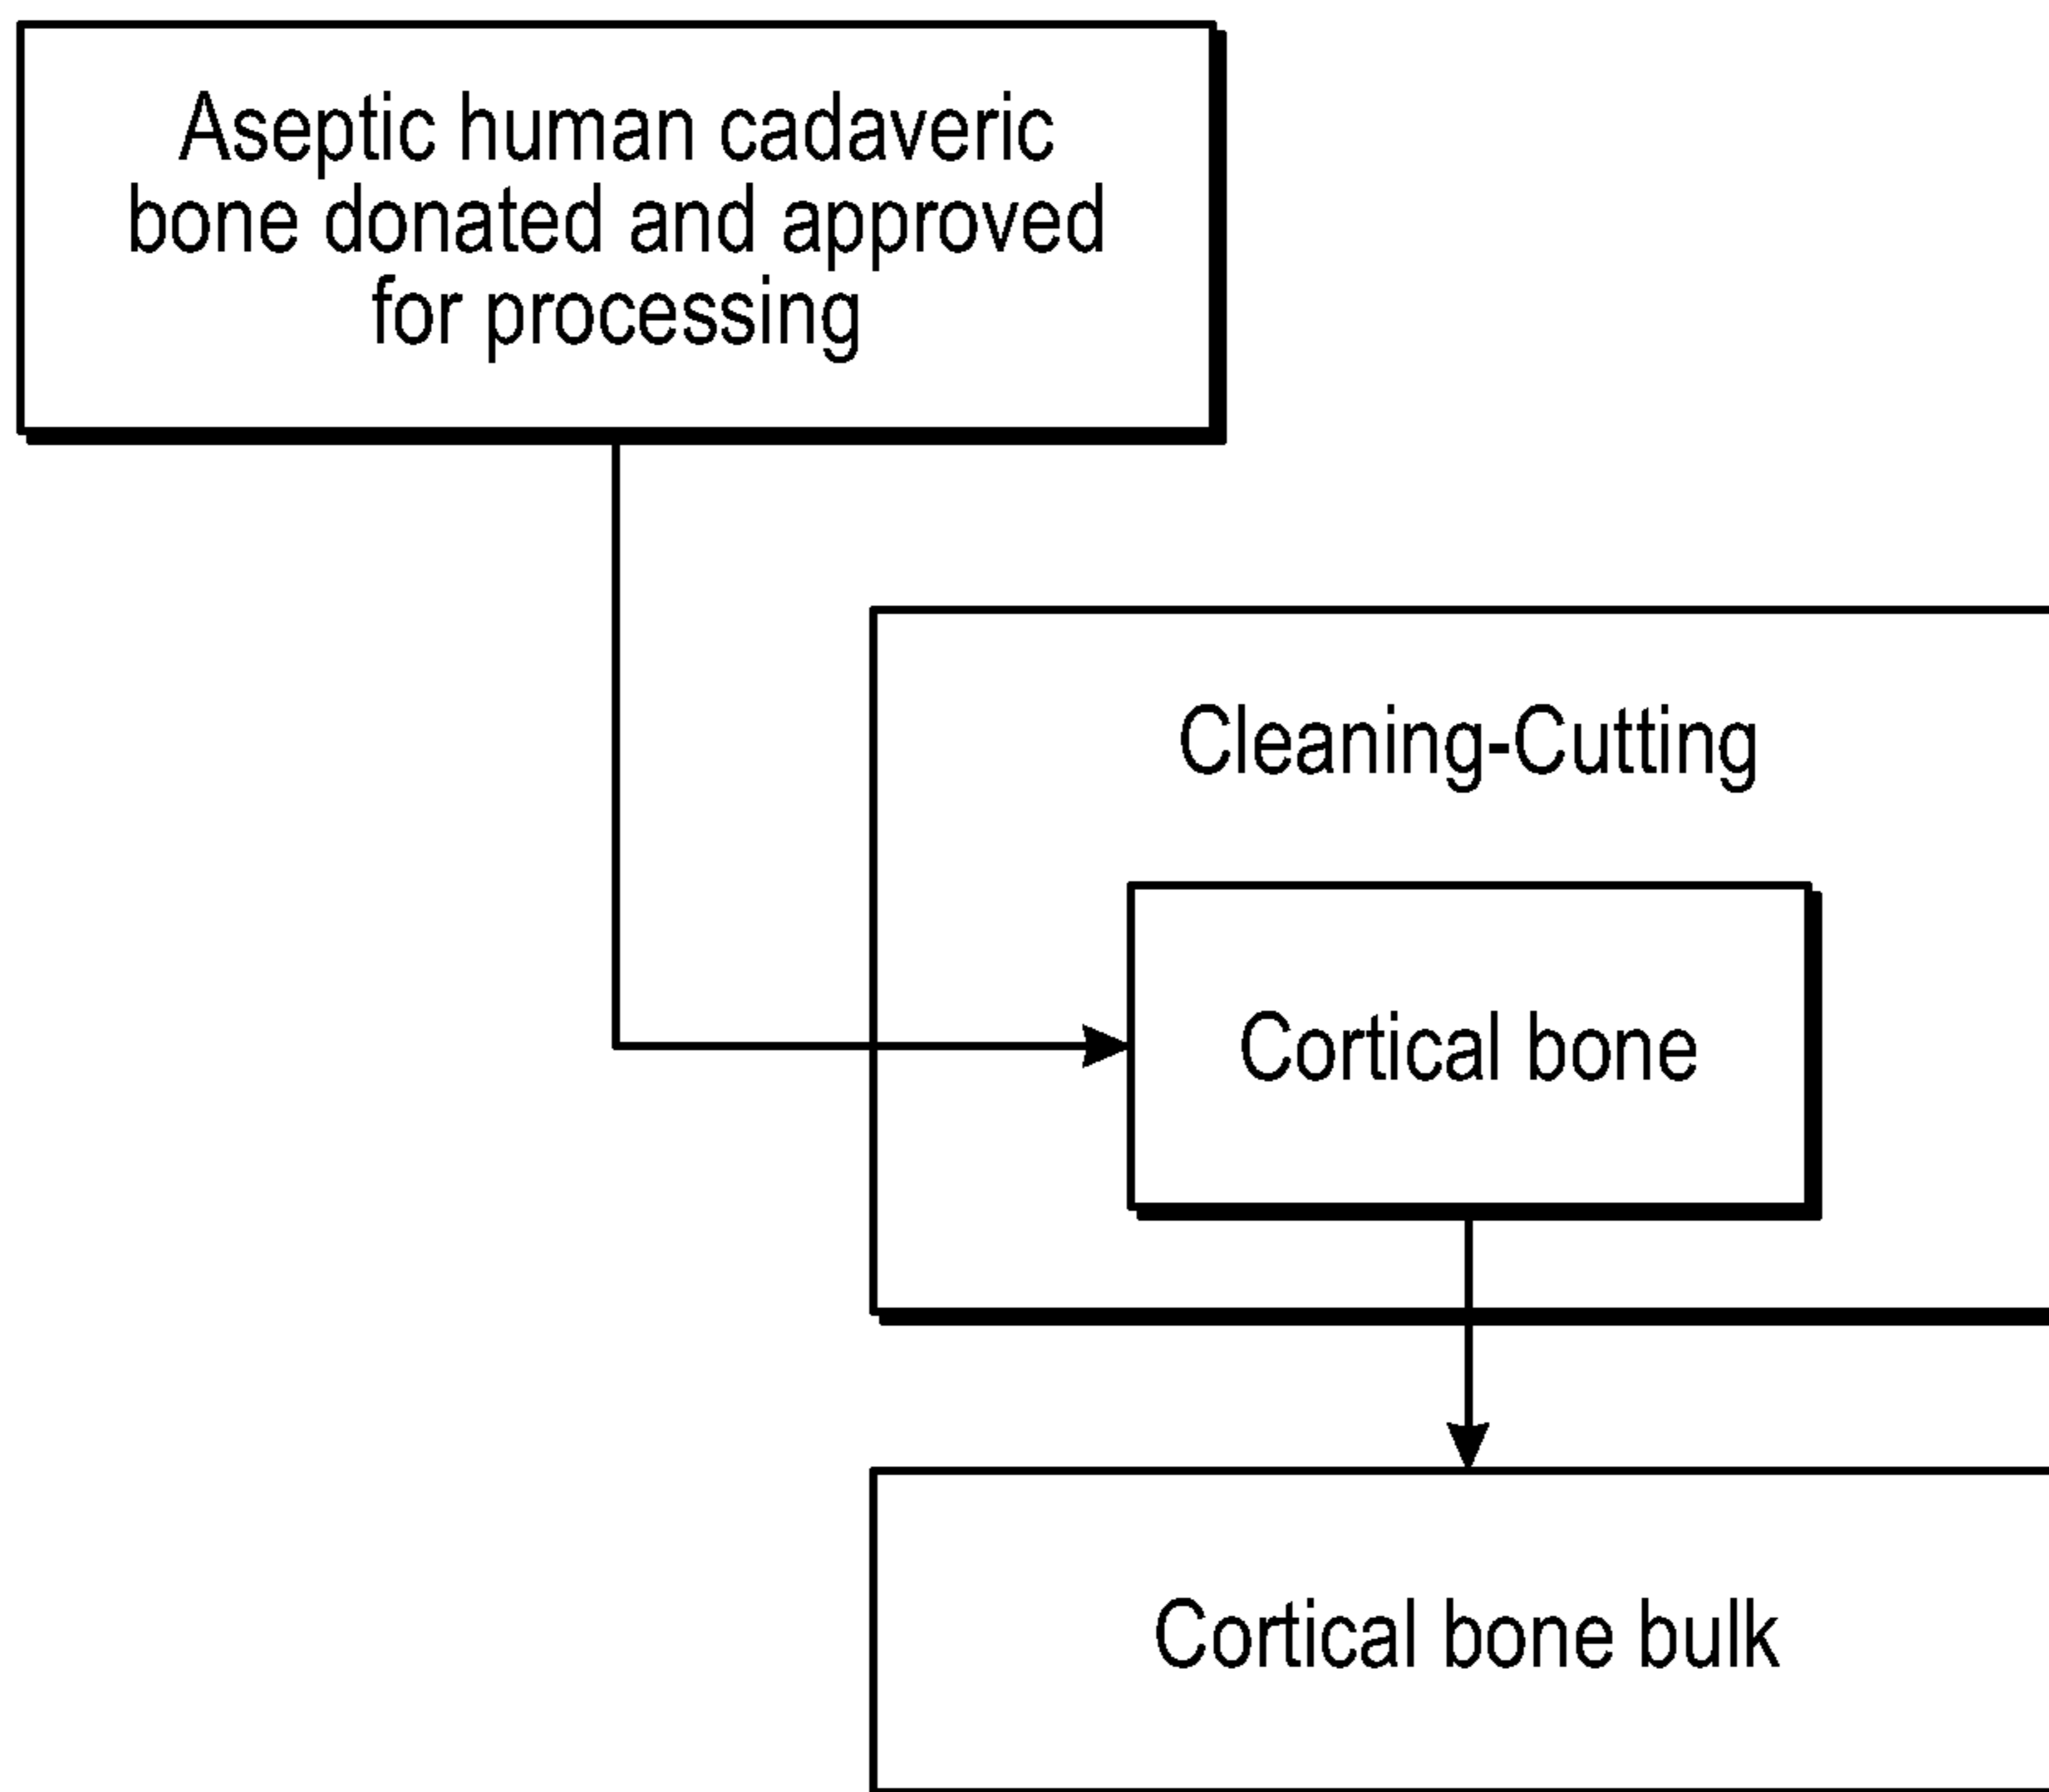 Aseptic human cadaveric
bone donated and approved
for processing
Cleaning-Cutting
Cortical bone
Cortical bone bulk